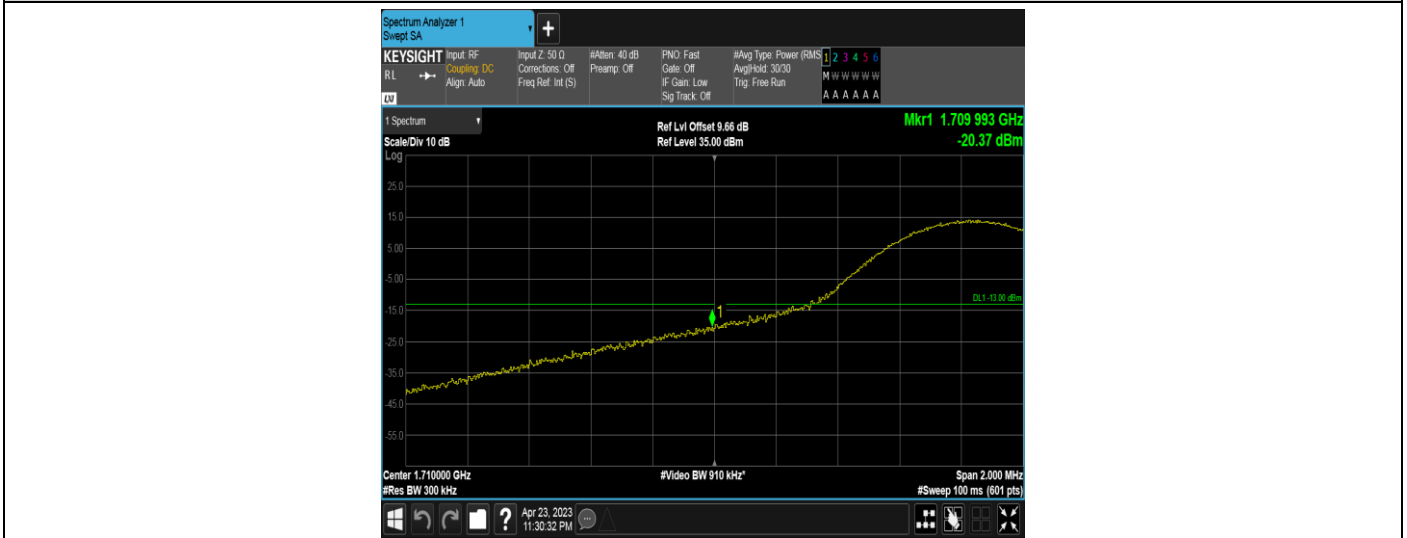 Spectrum Analyzer 1
Swept SA
+
KEYSIGHT
RL
LXI
Input: RF
Coupling: DC
Align: Auto
Input Z: 50 Ω
Corrections: Off
Freq Ref: Int (S)
#Atten: 40 dB
Preamp: Off
PNO: Fast
Gate: Off
IF Gain: Low
Sig Track: Off
#Avg Type: Power (RMS
Avg|Hold: 30/30
Trig: Free Run
1 2 3 4 5 6
M W W W W W
A A A A A A
1 Spectrum
Scale/Div 10 dB
Log
Ref Lvl Offset 9.66 dB
Ref Level 35.00 dBm
Mkr1 1.709 993 GHz
-20.37 dBm
25.0
15.0
5.00
-5.00
-15.0
-25.0
-35.0
-45.0
-55.0
DL1 -13.00 dBm
1
Center 1.710000 GHz
#Res BW 300 kHz
#Video BW 910 kHz*
Span 2.000 MHz
#Sweep 100 ms (601 pts)
?
Apr 23, 2023
11:30:32 PM